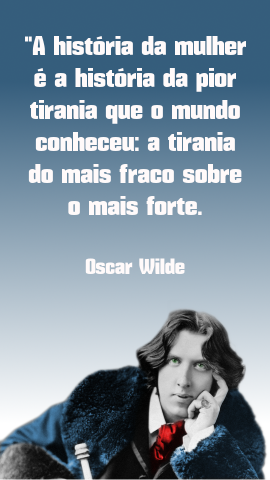 "A história da mulher
é a história da pior
tirania que o mundo
conheceu: a tirania
do mais fraco sobre
o mais forte.
Oscar Wilde